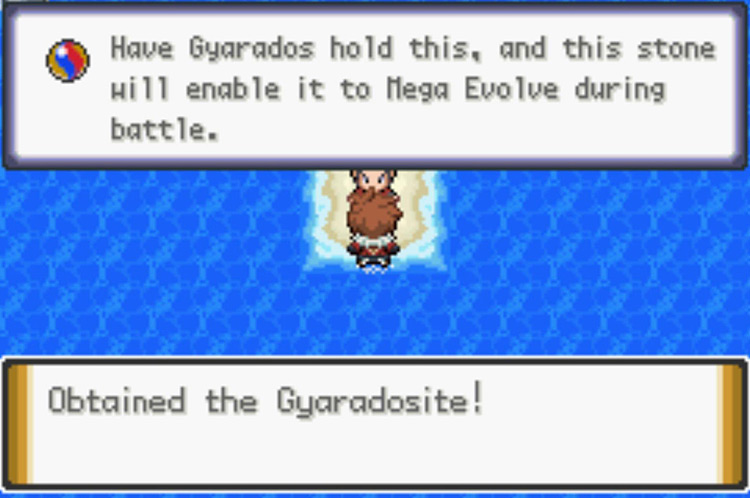 Have Gyarados hold this, and this stone
will enable it to Mega Evolve during
battle.
Obtained the Gyaradosite!